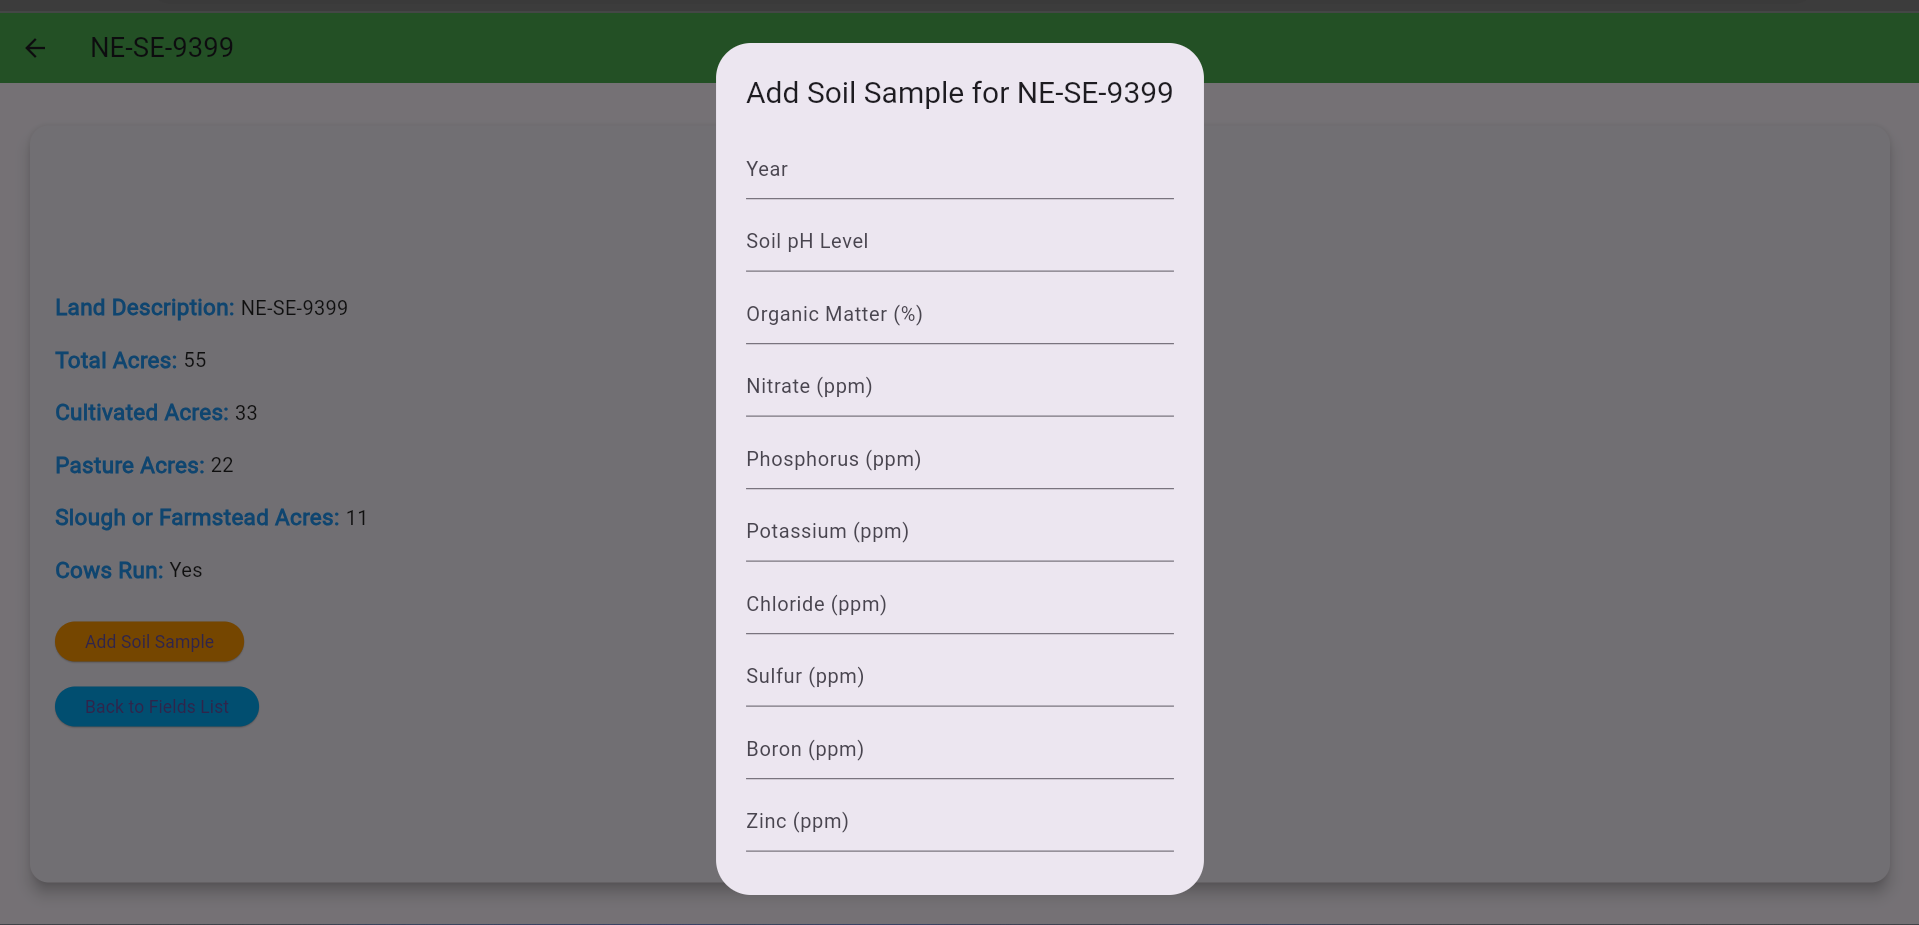 NE-SE-9399
Land Description: NE-SE-9399
Total Acres: 55
Cultivated Acres: 33
Pasture Acres: 22
Slough or Farmstead Acres: 11
Cows Run: Yes
Add Soil Sample
Back to Fields List
Add Soil Sample for NE-SE-9399
Year
Soil pH Level
Organic Matter (%)
Nitrate (ppm)
Phosphorus (ppm)
Potassium (ppm)
Chloride (ppm)
Sulfur (ppm)
Boron (ppm)
Zinc (ppm)